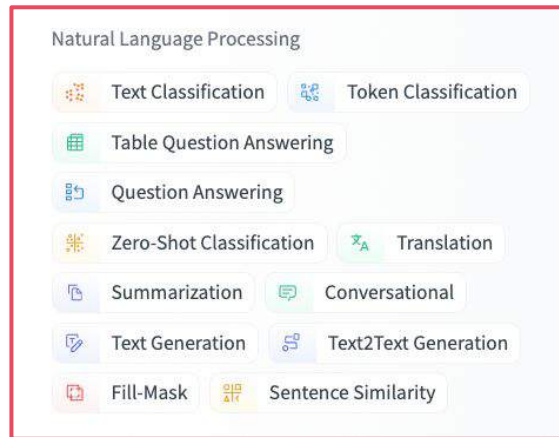 Natural Language Processing
Text Classification Token Classification
Table Question Answering
Question Answering
Zero-Shot Classification Translation
Summarization Conversational
Text Generation Text2Text Generation
Fill-Mask Sentence Similarity